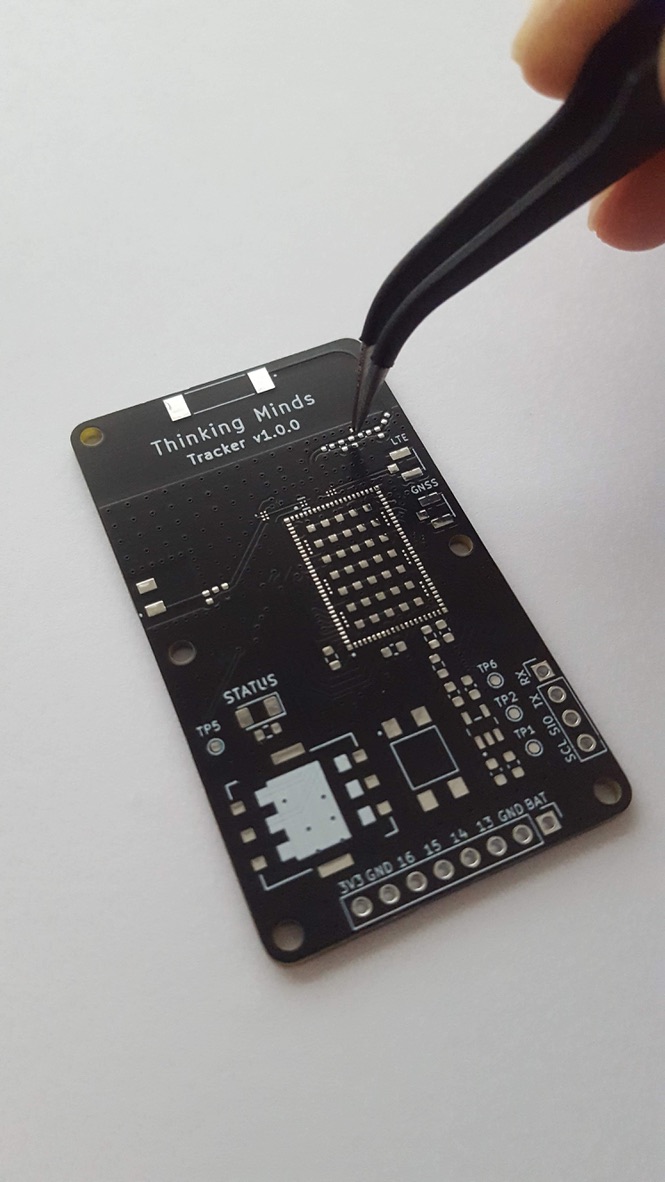 Thinking Minds
Tracker v1.0.0
LTE
GNSS
STATUS
TP5
TP6
TP2
TP1
RX
TX
SIO
SCL
3V3 GND 16 15 14 13 GND BAT